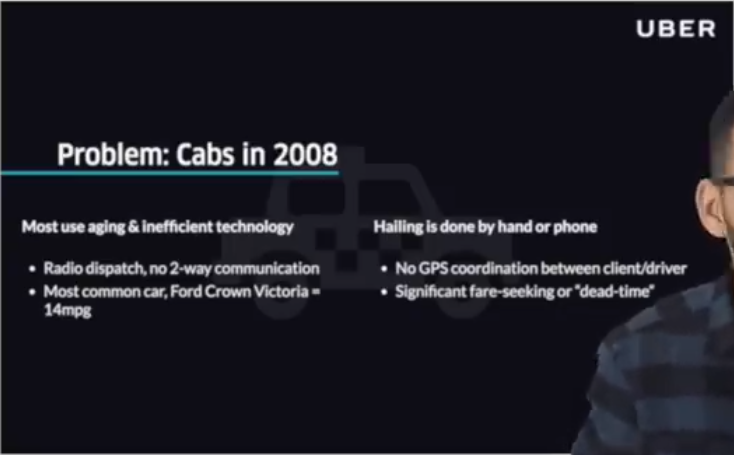 UBER
Problem: Cabs in 2008
Most use aging & inefficient technology
• Radio dispatch, no 2-way communication
• Most common car, Ford Crown Victoria =
14mpg
Hailing is done by hand or phone
• No GPS coordination between client/driver
• Significant fare-seeking or "dead-time"